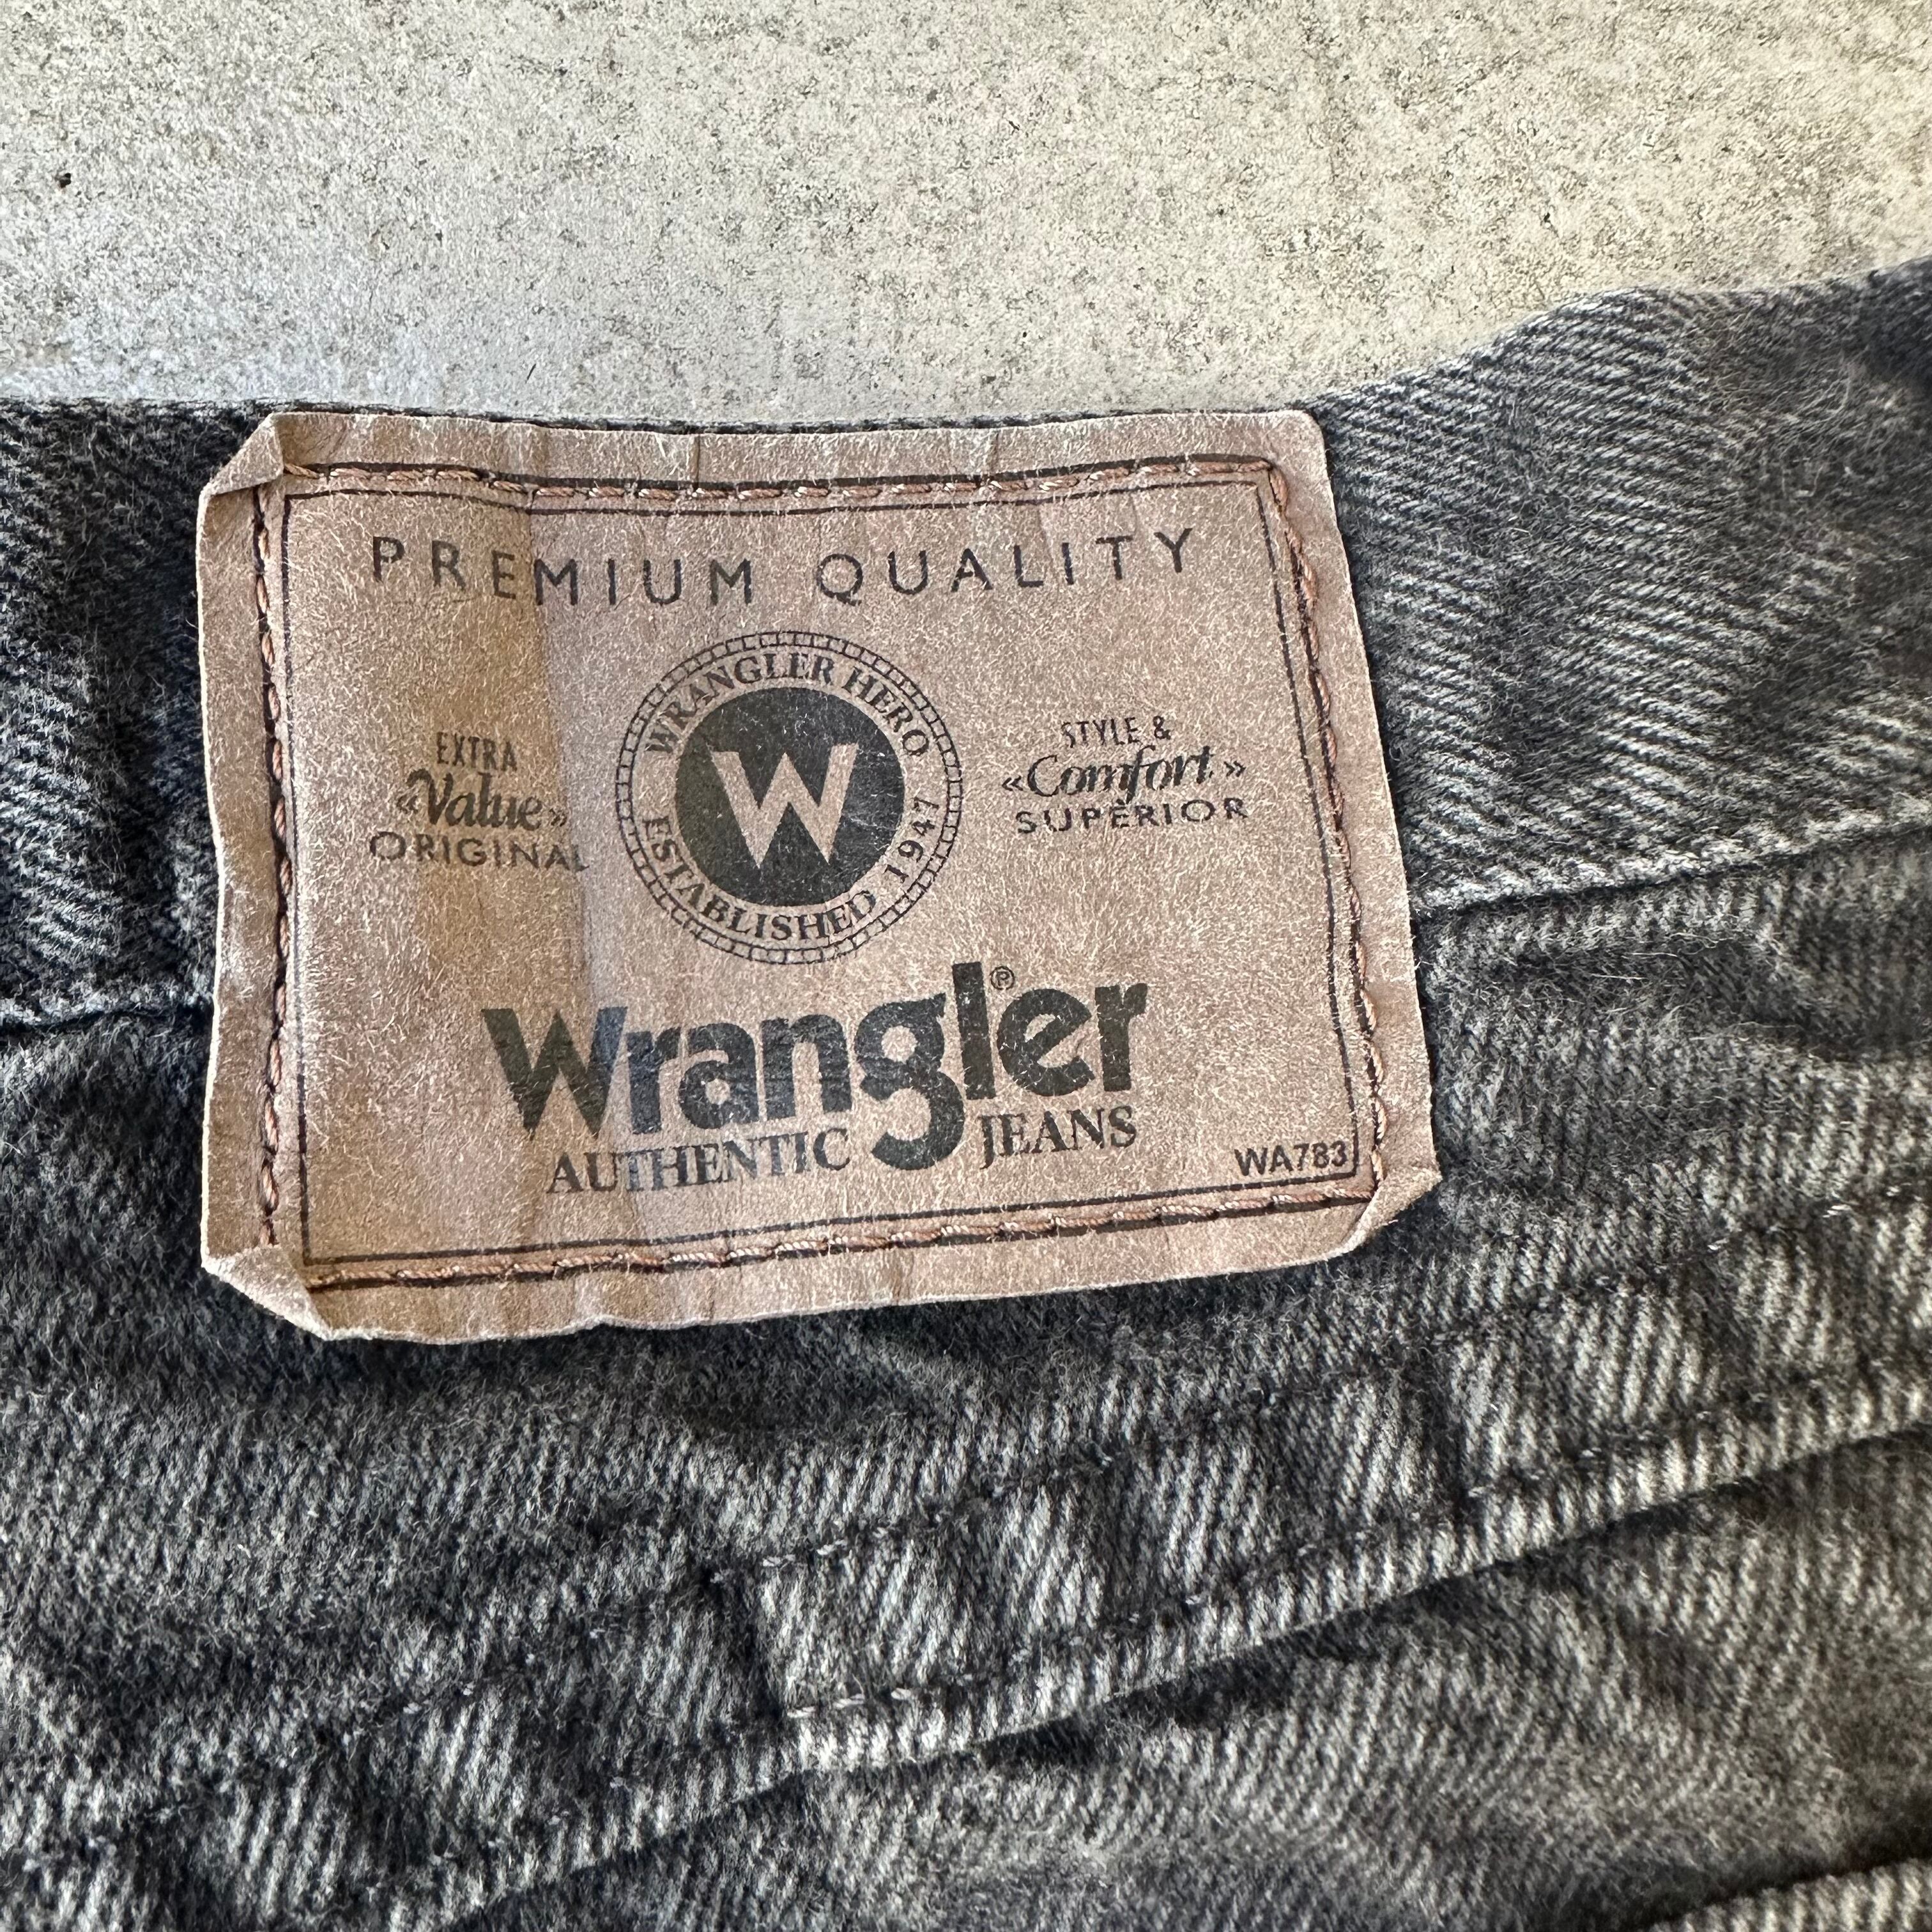 PREMIUM QUALITY
EXTRA
«Value»
ORIGINAL
WRANGLER HERO
W
ESTABLISHED 1947
STYLE &
«Comfort»
SUPERIOR
Wrangler®
AUTHENTIC JEANS
WA783